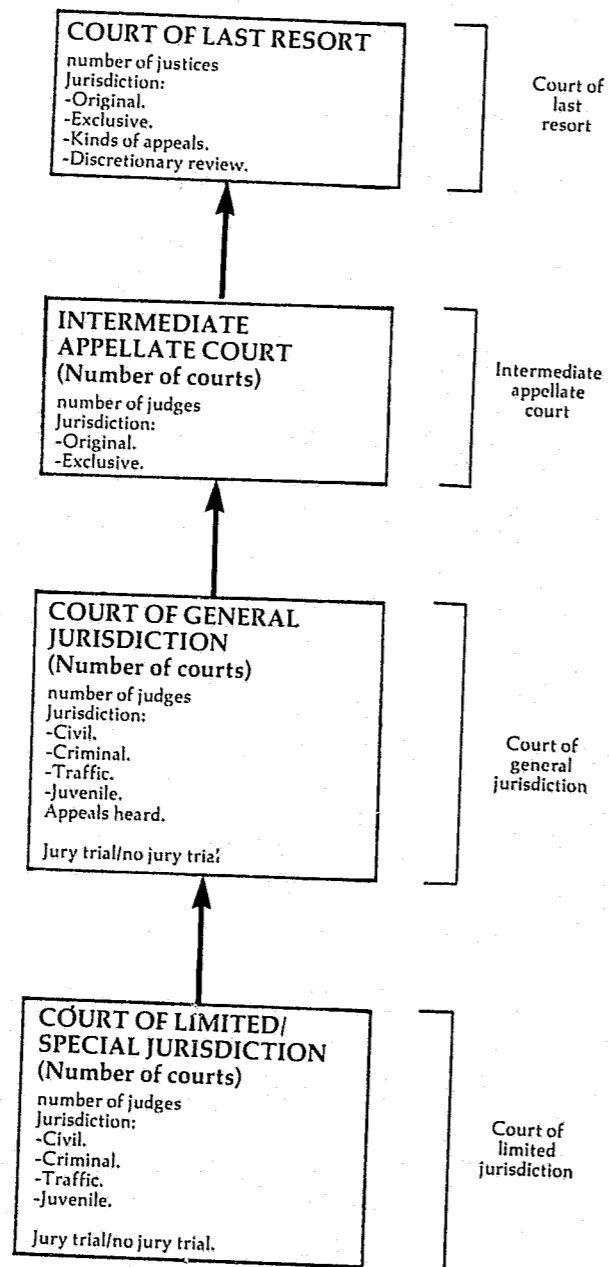 COURT OF LAST RESORT
number of justices
Jurisdiction:
-Original.
-Exclusive.
-Kinds of appeals.
-Discretionary review.
Court of
last
resort
INTERMEDIATE
APPELLATE COURT
(Number of courts)
number of judges
Jurisdiction:
-Original.
-Exclusive.
Intermediate
appellate
court
COURT OF GENERAL
JURISDICTION
(Number of courts)
number of judges
Jurisdiction:
-Civil.
-Criminal.
-Traffic.
-Juvenile.
Appeals heard.
Jury trial/no jury trial
Court of
general
jurisdiction
COURT OF LIMITED/
SPECIAL JURISDICTION
(Number of courts)
number of judges
Jurisdiction:
-Civil.
-Criminal.
-Traffic.
-Juvenile.
Jury trial/no jury trial.
Court of
limited
jurisdiction